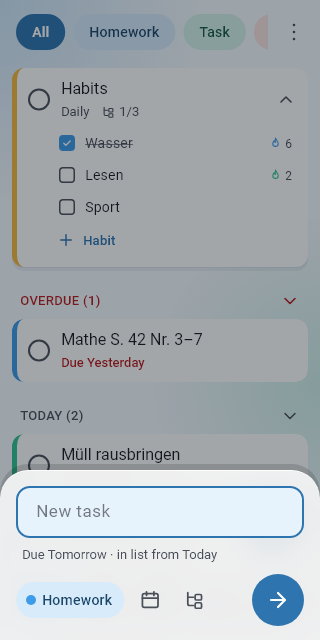 All Homework Task
Habits
Daily 1/3
Wasser 6
Lesen 2
Sport
+ Habit
OVERDUE (1)
Mathe S. 42 Nr. 3–7
Due Yesterday
TODAY (2)
Müll rausbringen
New task
Due Tomorrow · in list from Today
Homework